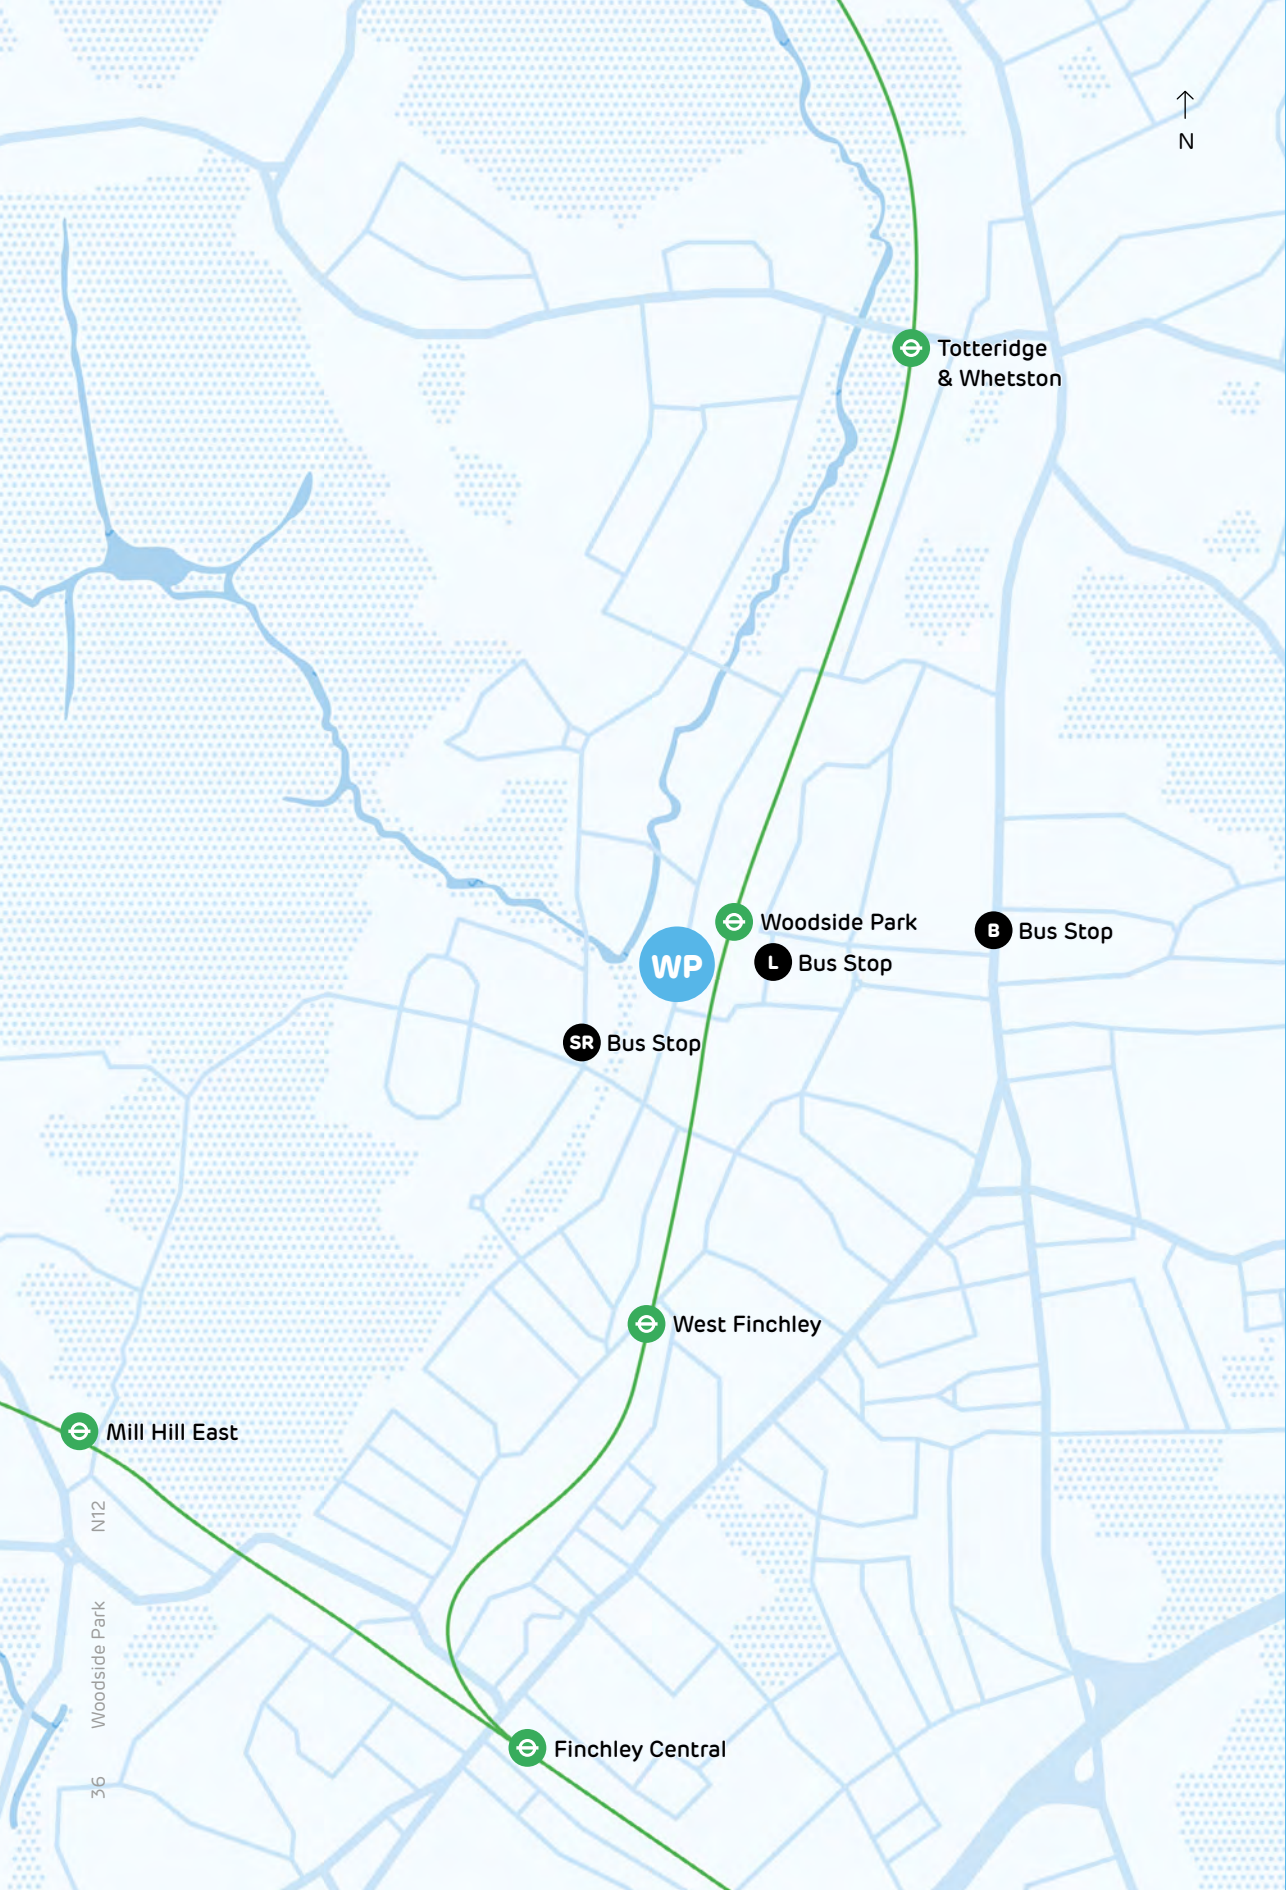 N
Totteridge
& Whetston
Woodside Park
B Bus Stop
L Bus Stop
WP
SR Bus Stop
West Finchley
Mill Hill East
Finchley Central
36 Woodside Park N12